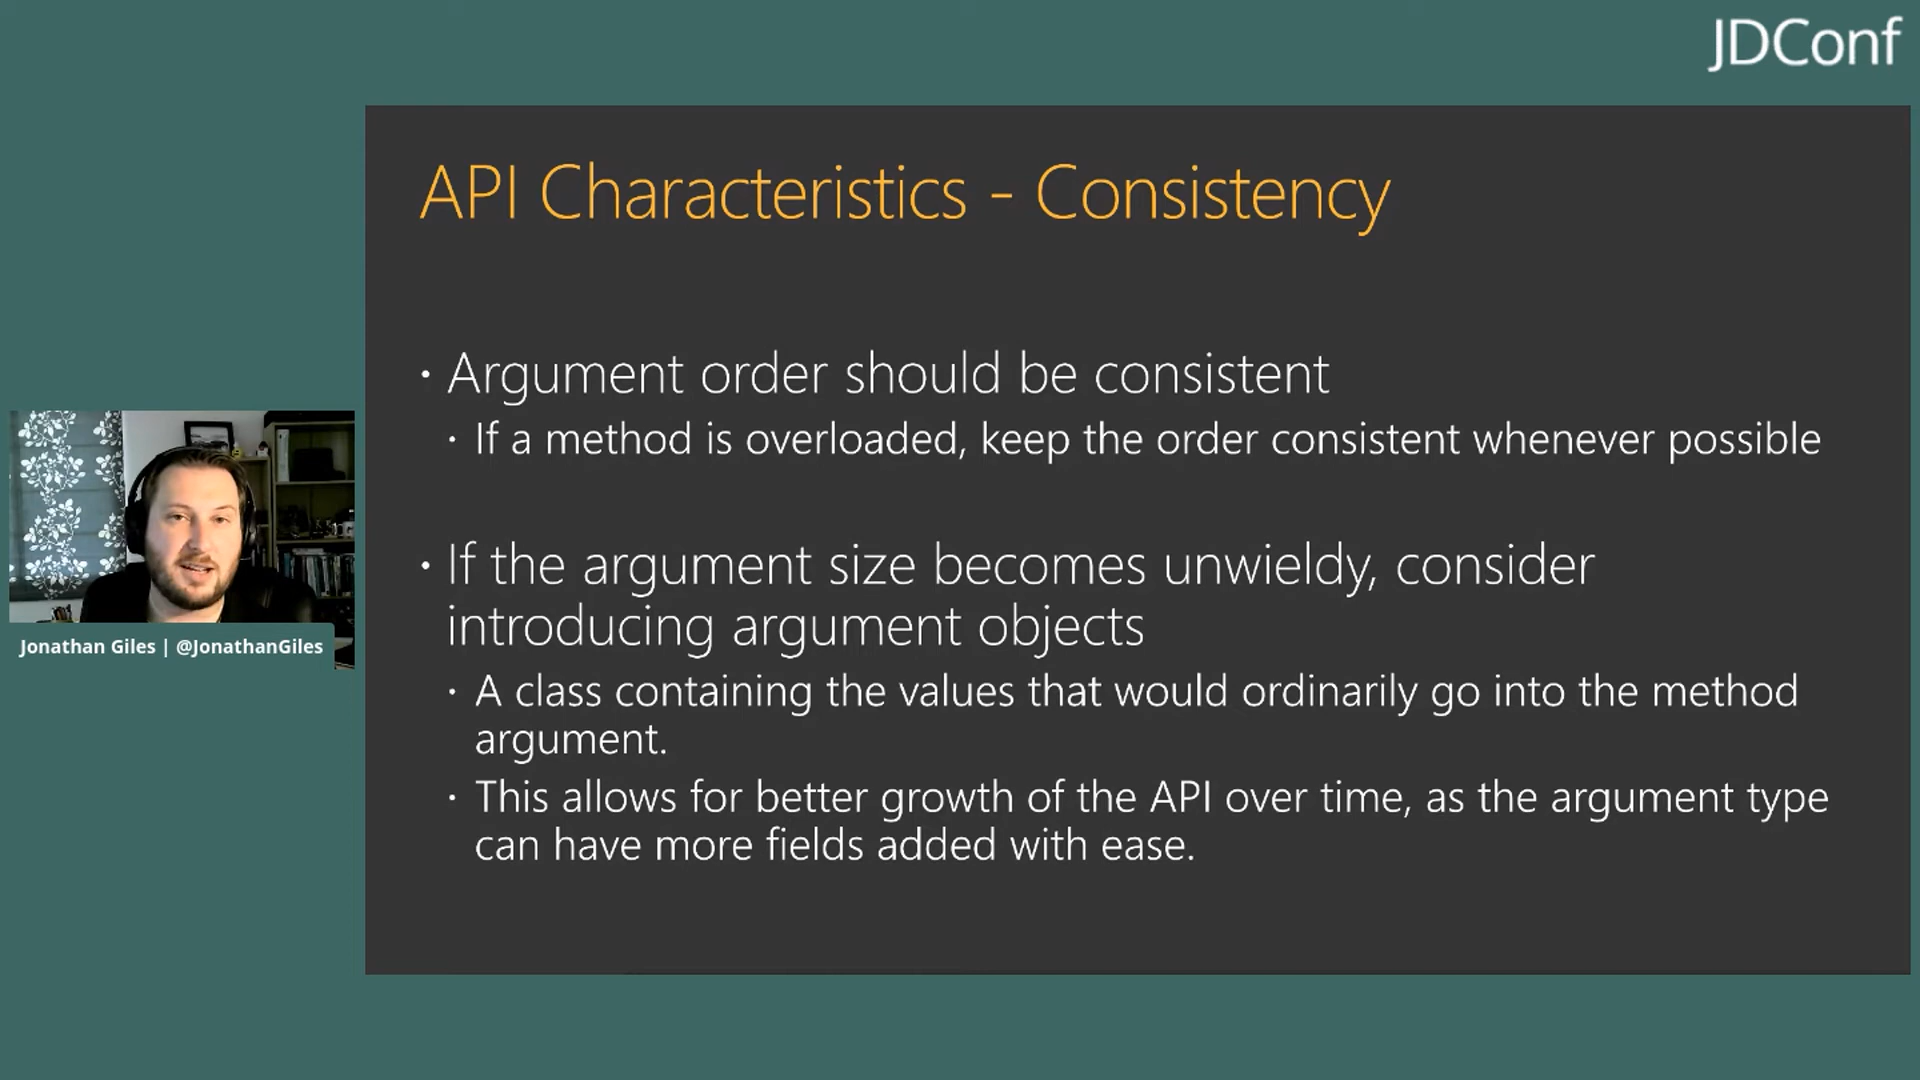 JDConf
API Characteristics - Consistency
· Argument order should be consistent
· If a method is overloaded, keep the order consistent whenever possible
· If the argument size becomes unwieldy, consider
introducing argument objects
· A class containing the values that would ordinarily go into the method
argument.
· This allows for better growth of the API over time, as the argument type
can have more fields added with ease.
Jonathan Giles | @JonathanGiles